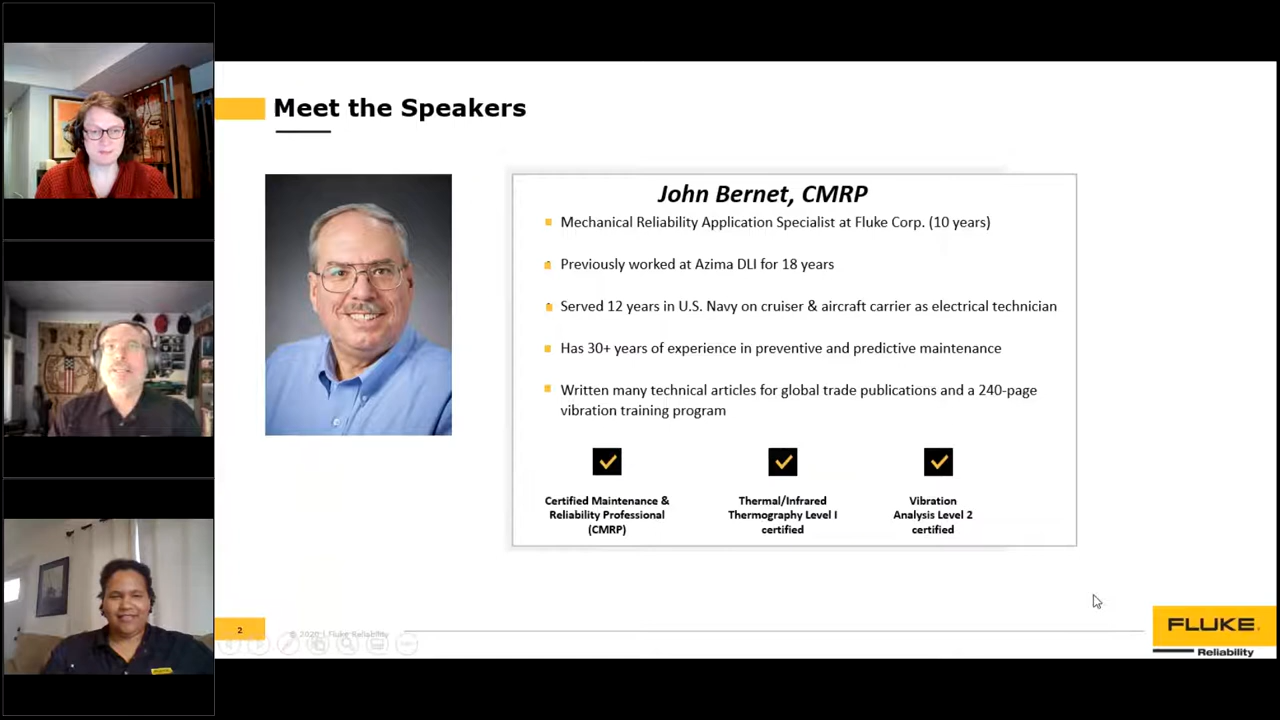 Meet the Speakers
John Bernet, CMRP
Mechanical Reliability Application Specialist at Fluke Corp. (10 years)
Previously worked at Azima DLI for 18 years
Served 12 years in U.S. Navy on cruiser & aircraft carrier as electrical technician
Has 30+ years of experience in preventive and predictive maintenance
Written many technical articles for global trade publications and a 240-page
vibration training program
Certified Maintenance &
Reliability Professional
(CMRP)
Thermal/Infrared
Thermography Level I
certified
Vibration
Analysis Level 2
certified
2
© 2020 | Fluke Reliability
FLUKE
Reliability